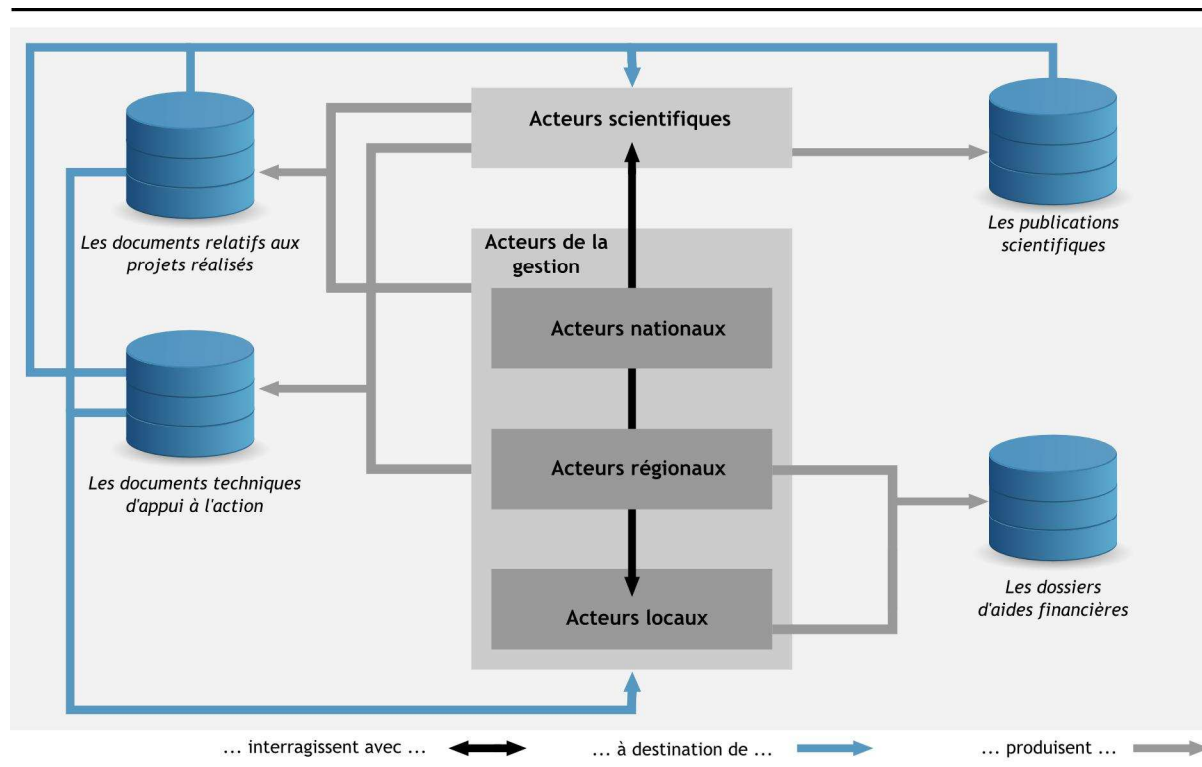 Acteurs scientifiques
Les documents relatifs aux
projets réalisés
Les publications
scientifiques
Acteurs de la
gestion
Acteurs nationaux
Acteurs régionaux
Acteurs locaux
Les documents techniques
d'appui à l'action
Les dossiers
d'aides financières
... interragissent avec ...
... à destination de ...
... produisent ...